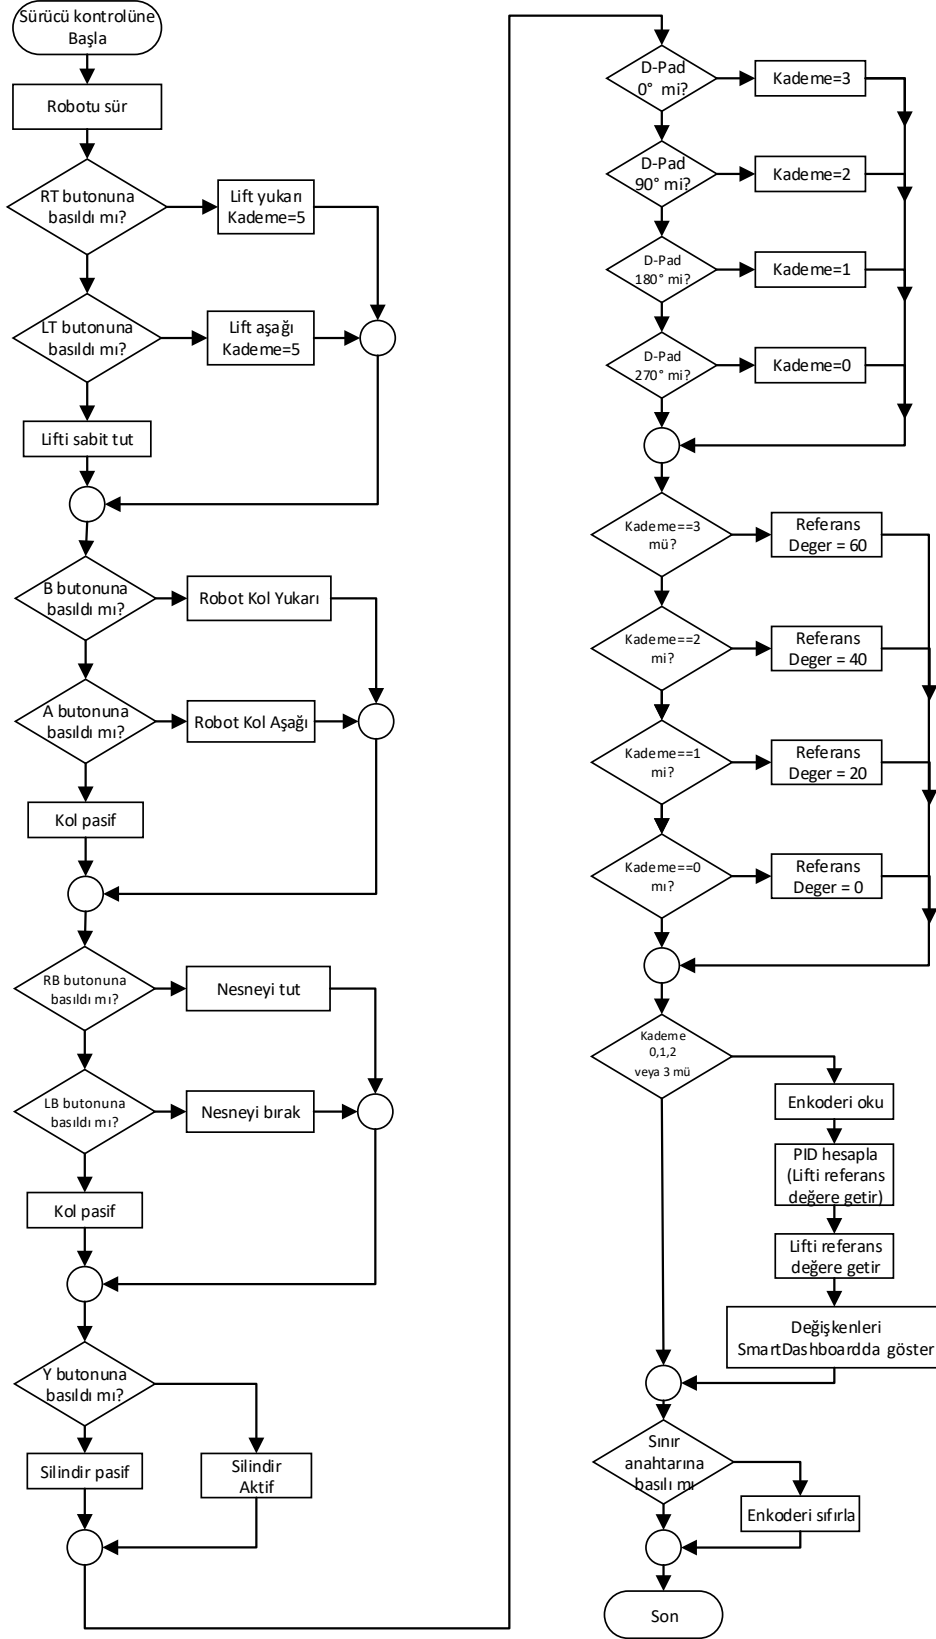 Sürücü kontrolüne
Başla
Robotu sür
RT butonuna
basıldı mı?
Lift yukarı
Kademe=5
LT butonuna
basıldı mı?
Lift aşağı
Kademe=5
Lifti sabit tut
B butonuna
basıldı mı?
Robot Kol Yukarı
A butonuna
basıldı mı?
Robot Kol Aşağı
Kol pasif
RB butonuna
basıldı mı?
Nesneyi tut
LB butonuna
basıldı mı?
Nesneyi bırak
Kol pasif
Y butonuna
basıldı mı?
Silindir pasif
Silindir
Aktif
D-Pad
0° mi?
Kademe=3
D-Pad
90° mi?
Kademe=2
D-Pad
180° mi?
Kademe=1
D-Pad
270° mi?
Kademe=0
Kademe==3
mü?
Referans
Deger = 60
Kademe==2
mi?
Referans
Deger = 40
Kademe==1
mi?
Referans
Deger = 20
Kademe==0
mı?
Referans
Deger = 0
Kademe
0,1,2
veya 3 mü
Enkoderi oku
PID hesapla
(Lifti referans
değere getir)
Lifti referans
değere getir
Değişkenleri
SmartDashboardda göster
Sınır
anahtarına
basılı mı
Enkoderi sıfırla
Son